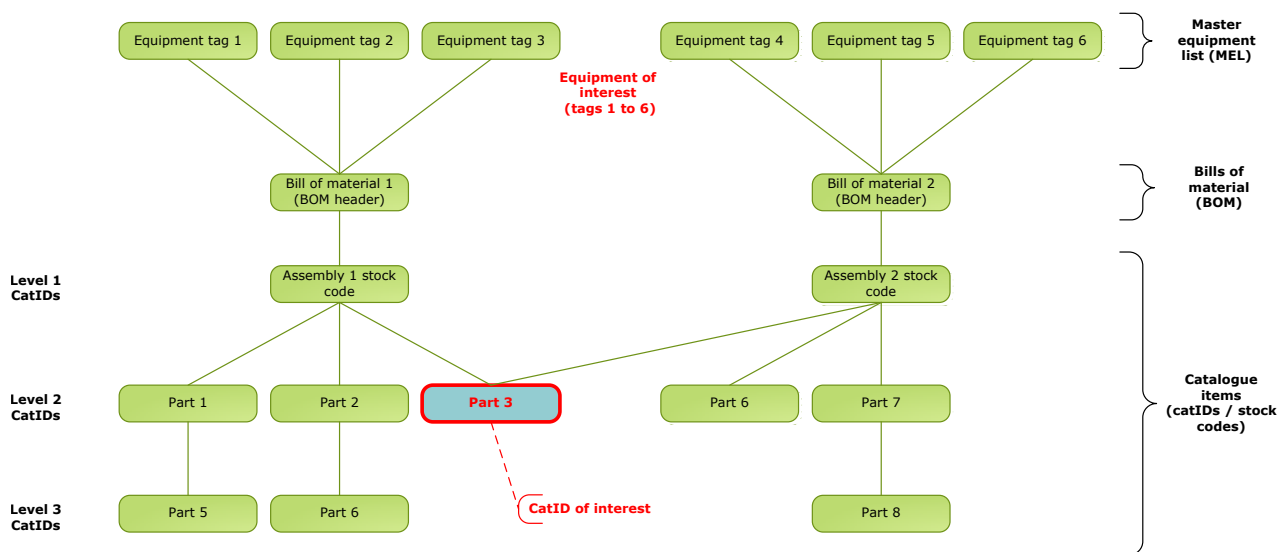 Equipment tag 1
Equipment tag 2
Equipment tag 3
Equipment tag 4
Equipment tag 5
Equipment tag 6
Master
equipment
list (MEL)
Equipment of
interest
(tags 1 to 6)
Bill of material 1
(BOM header)
Bill of material 2
(BOM header)
Bills of
material
(BOM)
Level 1
CatIDs
Assembly 1 stock
code
Assembly 2 stock
code
Level 2
CatIDs
Part 1
Part 2
Part 3
Part 6
Part 7
Catalogue
items
(catIDs / stock
codes)
Level 3
CatIDs
Part 5
Part 6
CatID of interest
Part 8